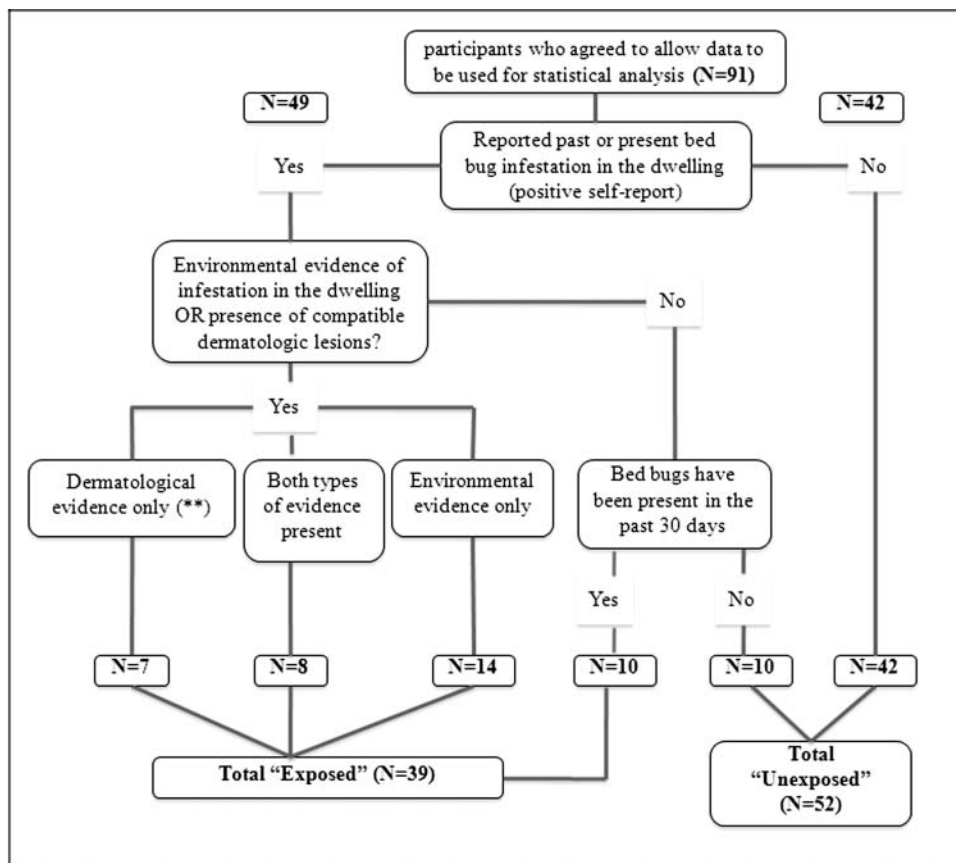 participants who agreed to allow data to
be used for statistical analysis (N=91)
N=49
N=42
Reported past or present bed
bug infestation in the dwelling
(positive self-report)
Yes
No
Environmental evidence of
infestation in the dwelling
OR presence of compatible
dermatologic lesions?
No
Yes
Dermatological
evidence only (**)
Both types
of evidence
present
Environmental
evidence only
Bed bugs have
been present in the
past 30 days
Yes
No
N=7
N=8
N=14
N=10
N=10
N=42
Total “Exposed” (N=39)
Total
“Unexposed”
(N=52)